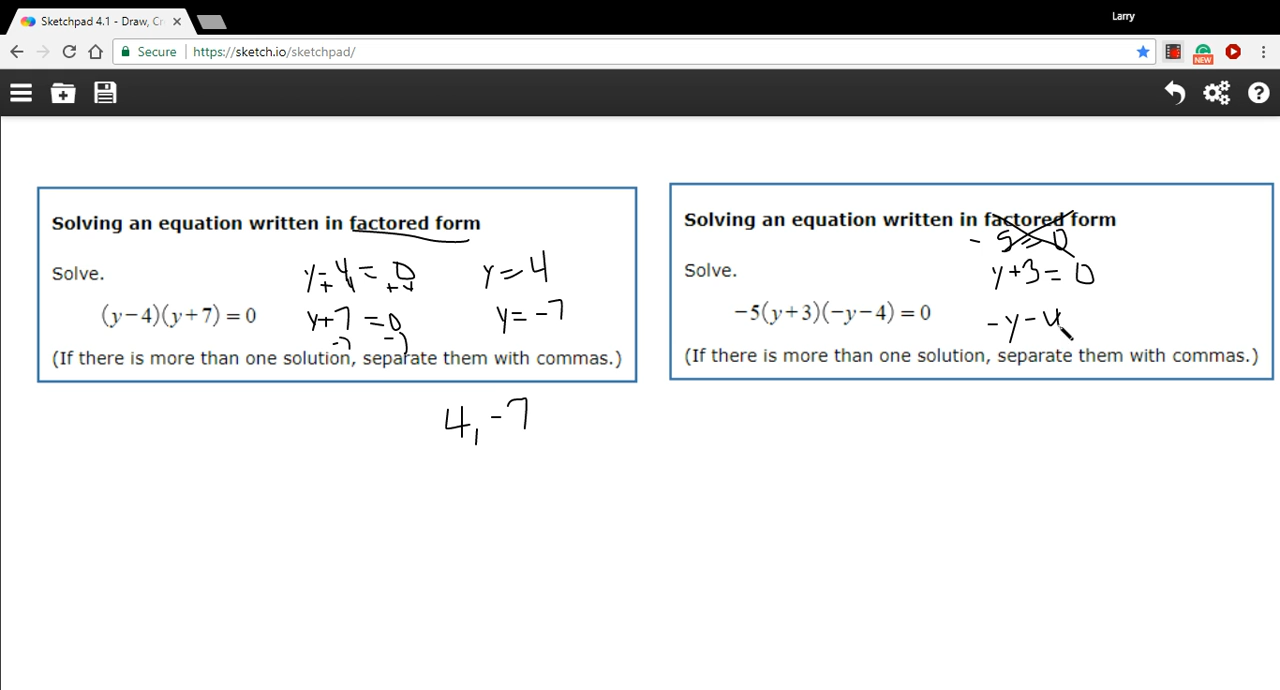 Larry
Sketchpad 4.1 - Draw, Cr
Secure https://sketch.io/sketchpad/
NEW
Solving an equation written in factored form
Solve.
(y−4)(y+7)=0
(If there is more than one solution, separate them with commas.)
y-4=0
+4 +4
y=4
y+7=0
-7 -7
y=-7
4, -7
Solving an equation written in factored form
Solve.
−5(y+3)(−y−4)=0
(If there is more than one solution, separate them with commas.)
-5=0
y+3=0
-y-4